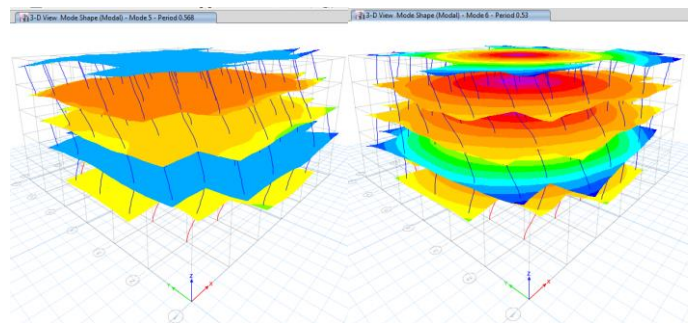 3-D View Mode Shape (Modal) - Mode 5 - Period 0.568
3-D View Mode Shape (Modal) - Mode 6 - Period 0.53
Z
Y
X
Z
Y
X